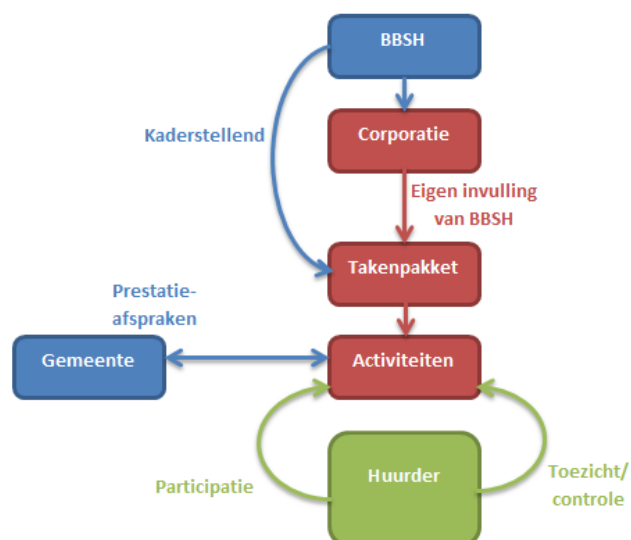 BBSH
Kaderstellend
Corporatie
Eigen invulling
van BBSH
Takenpakket
Prestatie-
afspraken
Gemeente
Activiteiten
Participatie
Huurder
Toezicht/
controle